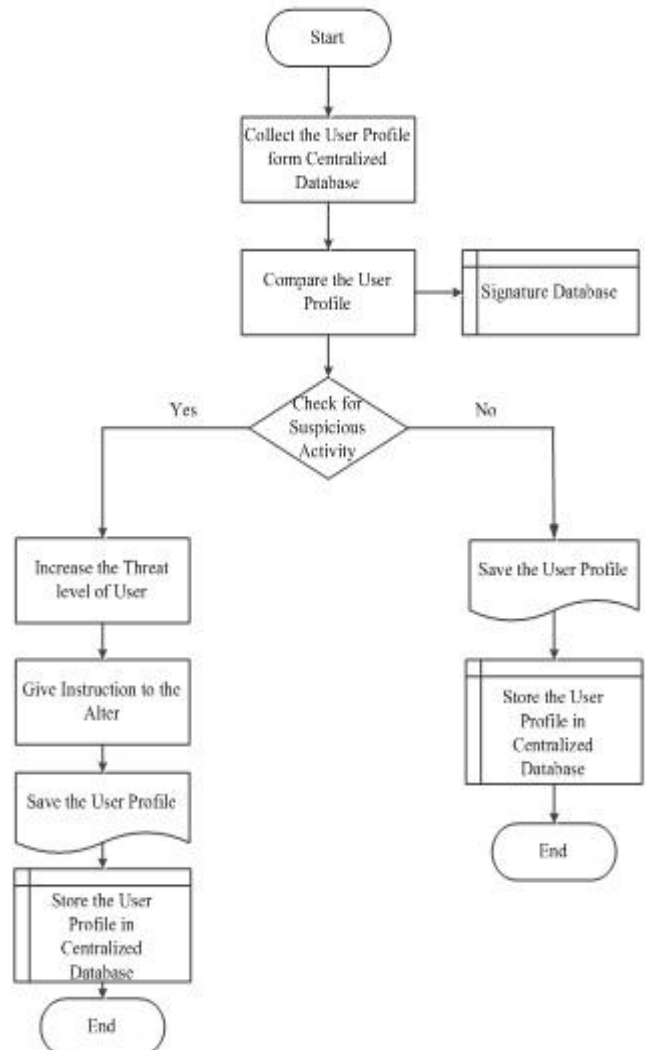 Start
Collect the User Profile
form Centralized
Database
Compare the User
Profile
Signature Database
Check for
Suspicious
Activity
Yes
No
Increase the Threat
level of User
Give Instruction to the
Alter
Save the User Profile
Store the User
Profile in
Centralized
Database
End
Save the User Profile
Store the User
Profile in
Centralized
Database
End